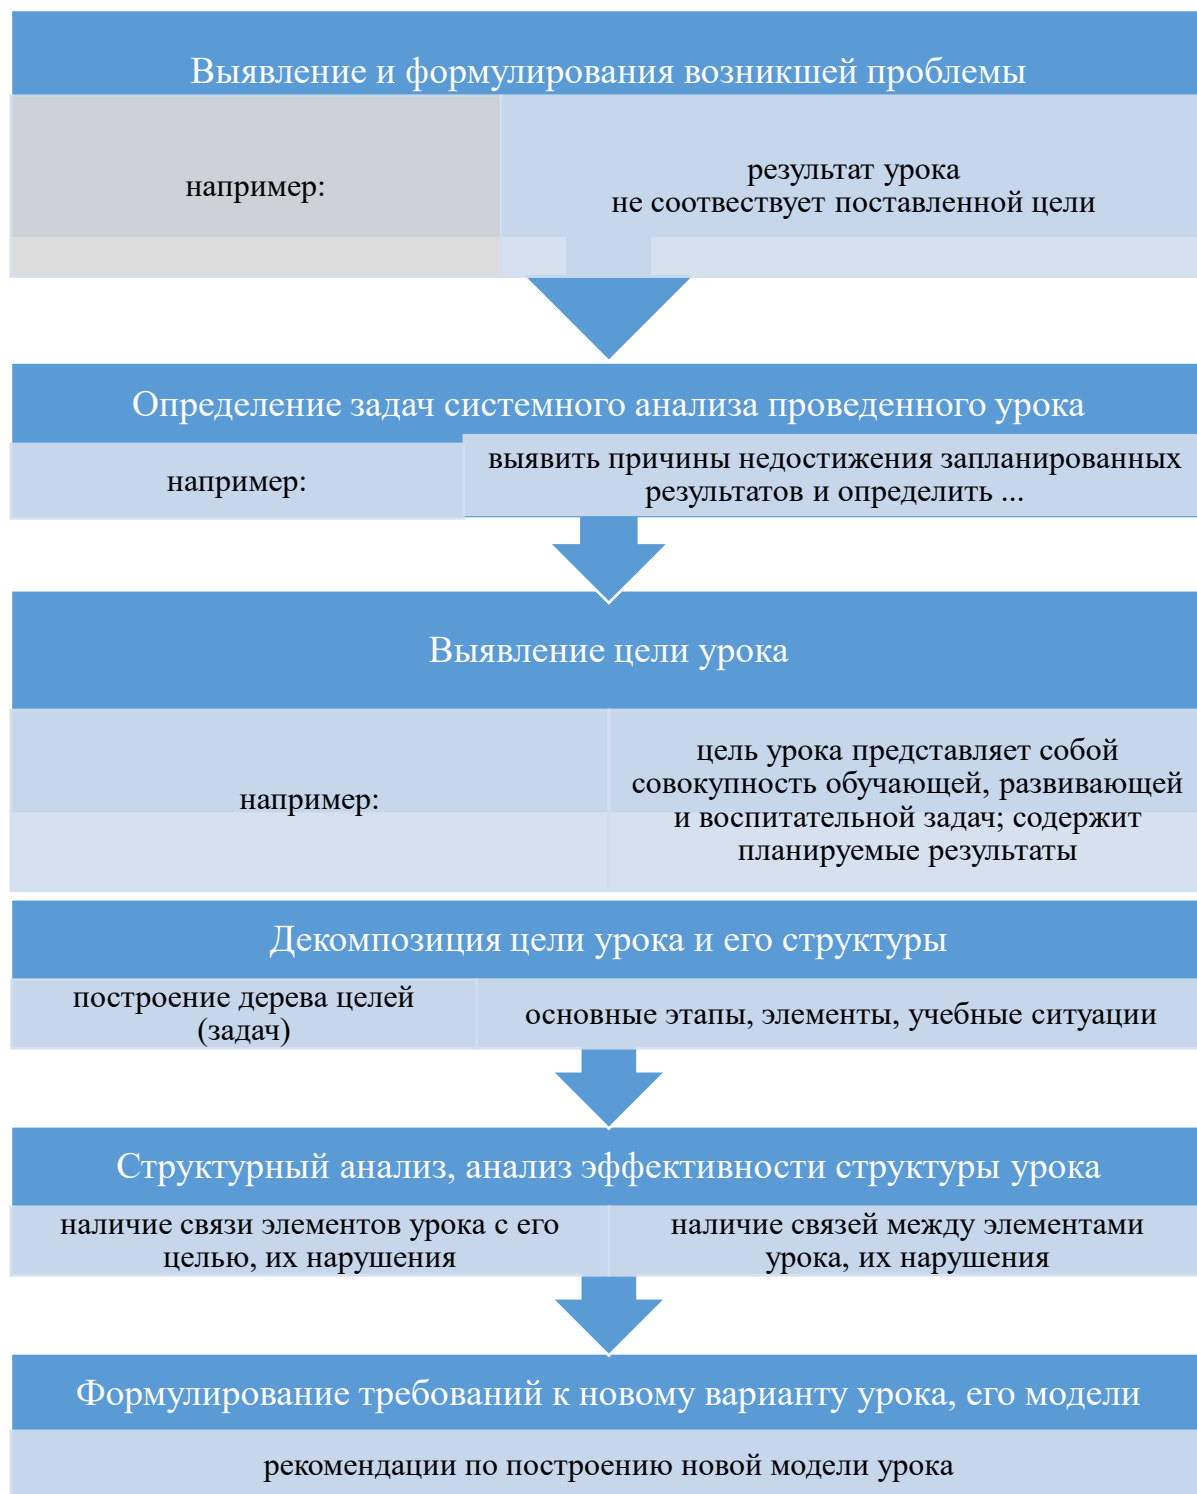 Выявление и формулирования возникшей проблемы
например:
результат урока
не соотвествует поставленной цели
Определение задач системного анализа проведенного урока
например:
выявить причины недостижения запланированных
результатов и определить ...
Выявление цели урока
например:
цель урока представляет собой
совокупность обучающей, развивающей
и воспитательной задач; содержит
планируемые результаты
Декомпозиция цели урока и его структуры
построение дерева целей
(задач)
основные этапы, элементы, учебные ситуации
Структурный анализ, анализ эффективности структуры урока
наличие связи элементов урока с его
целью, их нарушения
наличие связей между элементами
урока, их нарушения
Формулирование требований к новому варианту урока, его модели
рекомендации по построению новой модели урока